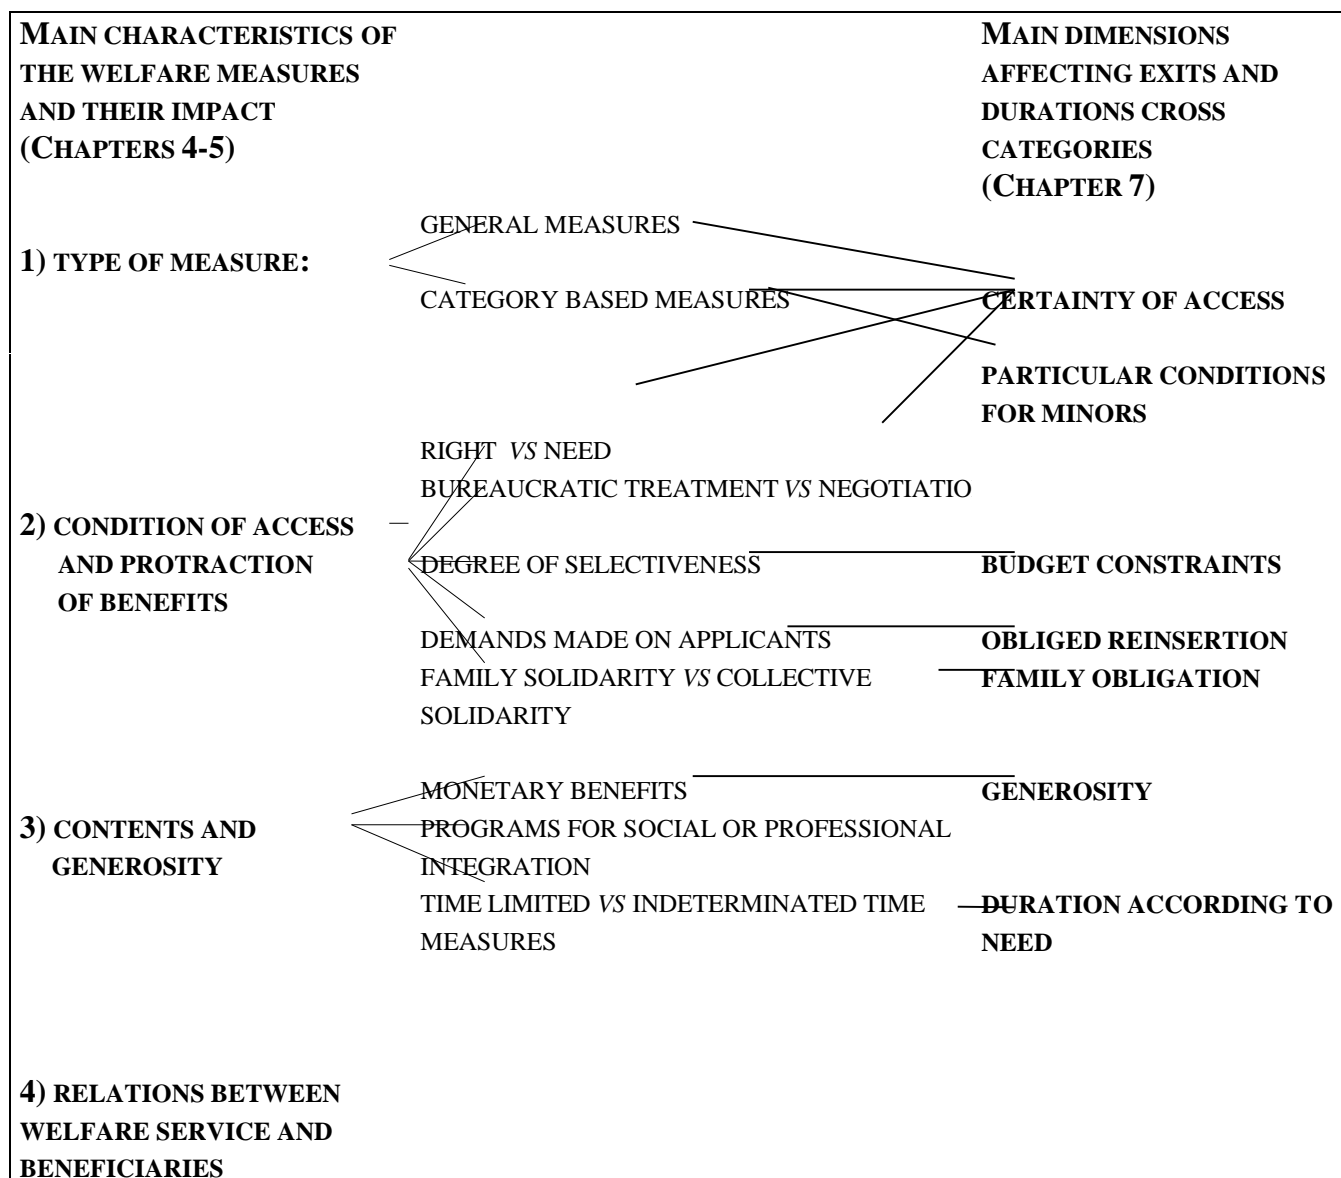 MAIN CHARACTERISTICS OF
THE WELFARE MEASURES
AND THEIR IMPACT
(CHAPTERS 4-5)
MAIN DIMENSIONS
AFFECTING EXITS AND
DURATIONS CROSS
CATEGORIES
(CHAPTER 7)
GENERAL MEASURES
1) TYPE OF MEASURE:
CATEGORY BASED MEASURES
CERTAINTY OF ACCESS
PARTICULAR CONDITIONS
FOR MINORS
RIGHT VS NEED
BUREAUCRATIC TREATMENT VS NEGOTIATIO
2) CONDITION OF ACCESS
AND PROTRACTION
OF BENEFITS
DEGREE OF SELECTIVENESS
BUDGET CONSTRAINTS
DEMANDS MADE ON APPLICANTS
OBLIGED REINSERTION
FAMILY SOLIDARITY VS COLLECTIVE
SOLIDARITY
FAMILY OBLIGATION
MONETARY BENEFITS
GENEROSITY
3) CONTENTS AND
GENEROSITY
PROGRAMS FOR SOCIAL OR PROFESSIONAL
INTEGRATION
TIME LIMITED VS INDETERMINATED TIME
MEASURES
DURATION ACCORDING TO
NEED
4) RELATIONS BETWEEN
WELFARE SERVICE AND
BENEFICIARIES